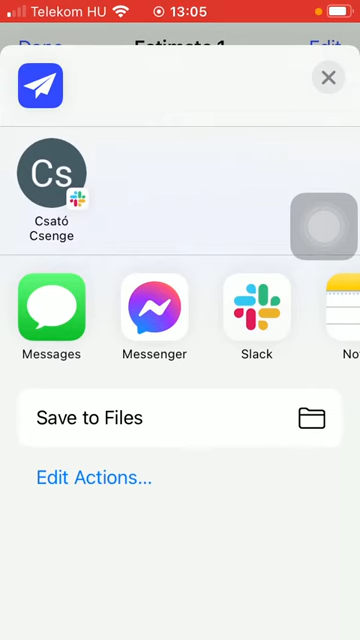 Telekom HU 13:05
Done Estimate 1 Edit
Cs
Csató
Csenge
Messages Messenger Slack
Save to Files
Edit Actions...